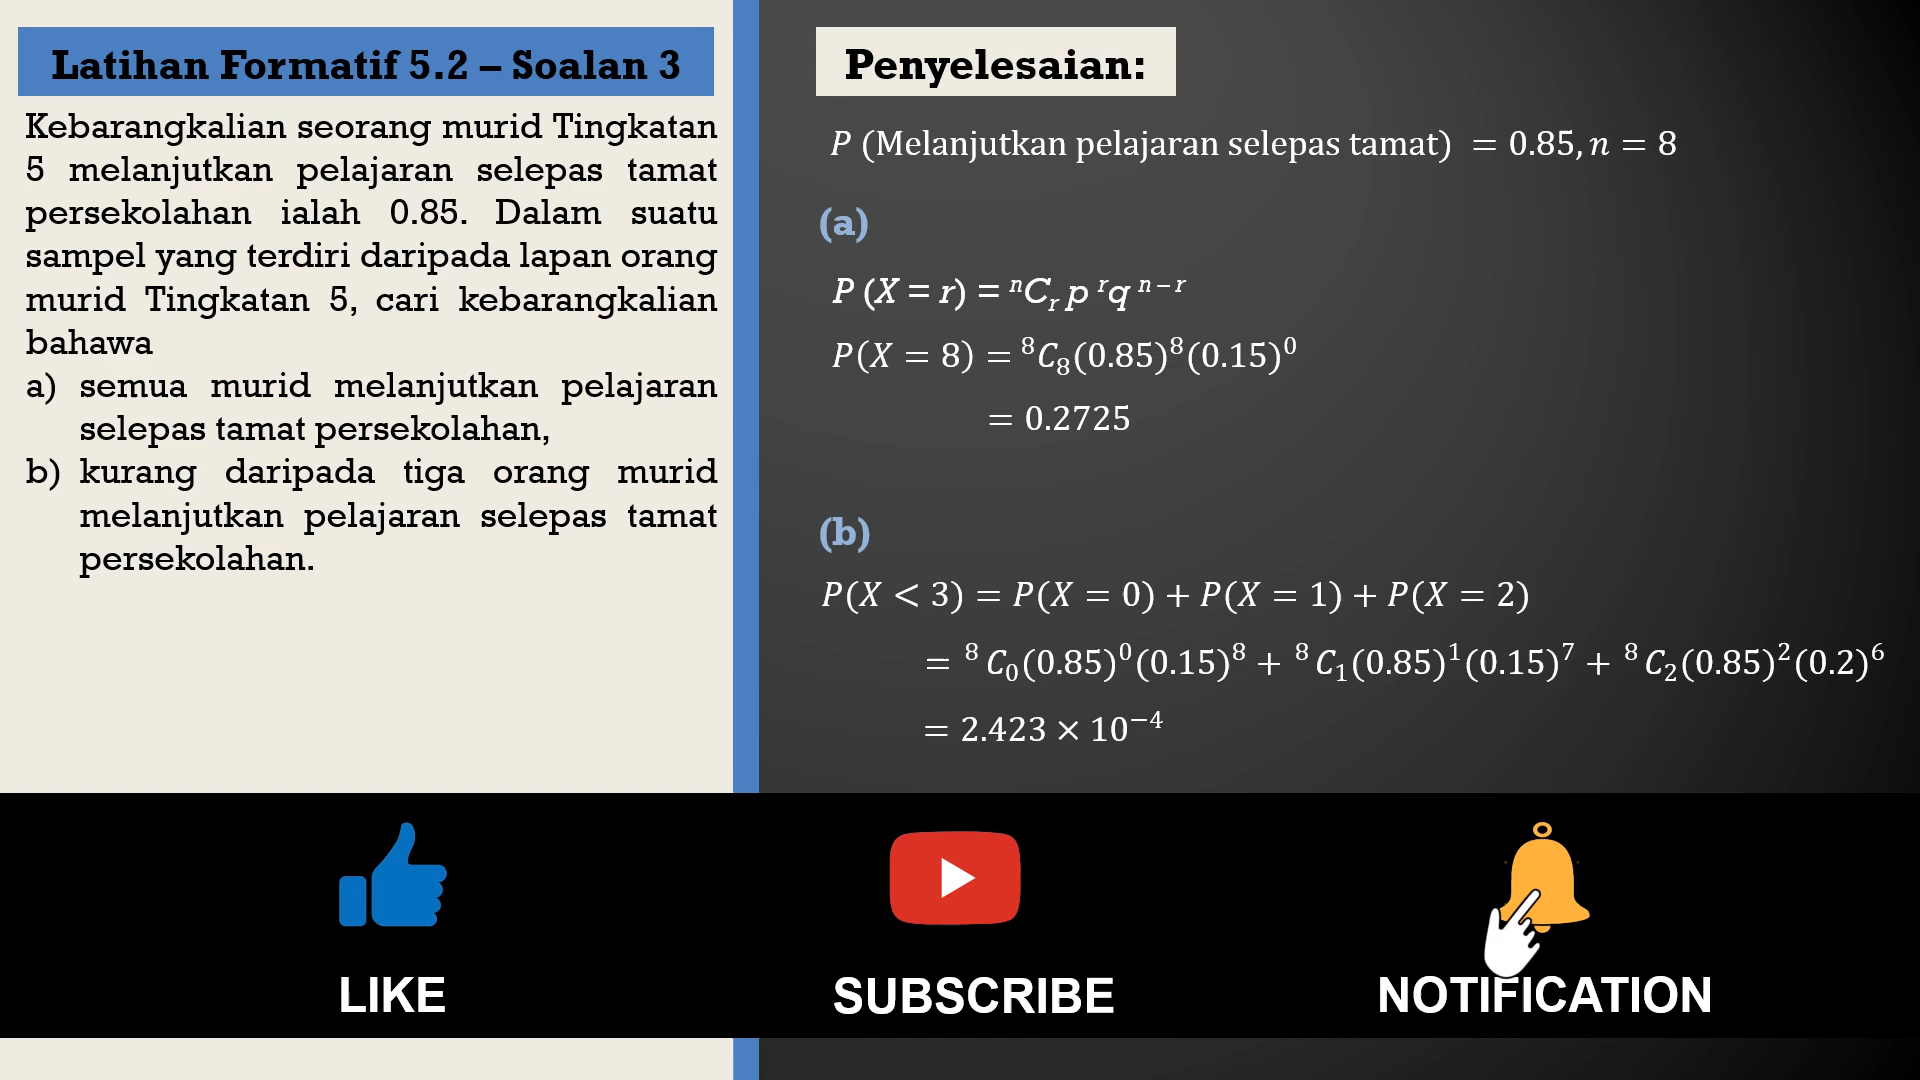 Latihan Formatif 5.2 – Soalan 3
Kebarangkalian seorang murid Tingkatan
5 melanjutkan pelajaran selepas tamat
persekolahan ialah 0.85. Dalam suatu
sampel yang terdiri daripada lapan orang
murid Tingkatan 5, cari kebarangkalian
bahawa
a) semua murid melanjutkan pelajaran
selepas tamat persekolahan,
b) kurang daripada tiga orang murid
melanjutkan pelajaran selepas tamat
persekolahan.
Penyelesaian:
P (Melanjutkan pelajaran selepas tamat) = 0.85, n = 8
(a)
P (X = r) = ⁿCᵣ p ʳq ⁿ⁻ʳ
P(X = 8) = ⁸C₈(0.85)⁸(0.15)⁰
= 0.2725
(b)
P(X < 3) = P(X = 0) + P(X = 1) + P(X = 2)
= ⁸C₀(0.85)⁰(0.15)⁸ + ⁸C₁(0.85)¹(0.15)⁷ + ⁸C₂(0.85)²(0.2)⁶
= 2.423 × 10⁻⁴
LIKE
SUBSCRIBE
NOTIFICATION